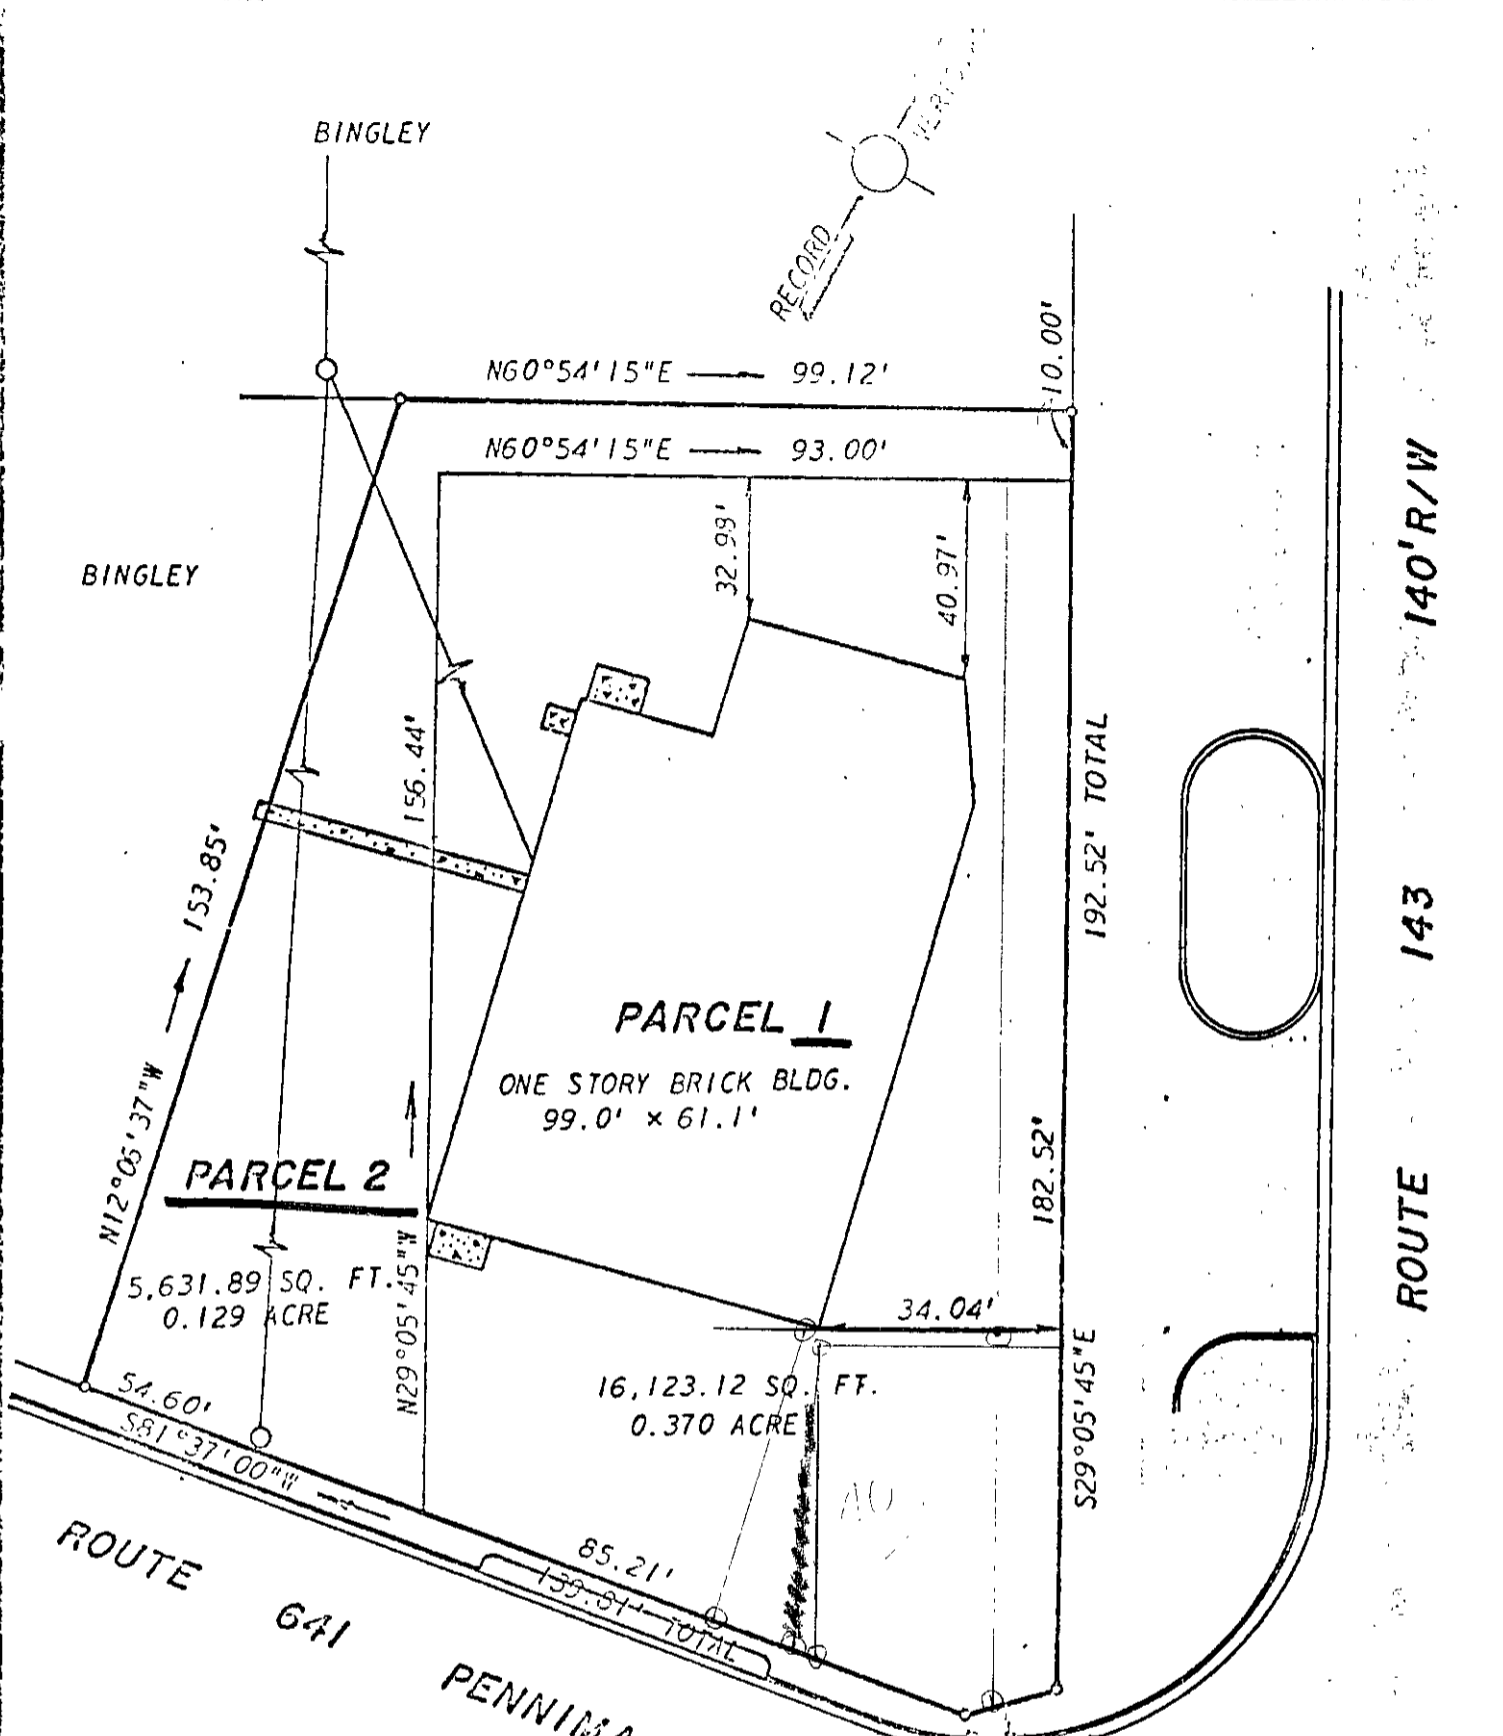 BINGLEY
RECORD
10.00'
N60°54'15"E 99.12'
N60°54'15"E 93.00'
32.98'
40.97'
BINGLEY
140'R/W
156.44'
192.52' TOTAL
153.85'
143
PARCEL 1
ONE STORY BRICK BLDG.
99.0' x 61.1'
N12°05'37"W
182.52'
PARCEL 2
ROUTE
5,631.89 SQ. FT.
0.129 ACRE
N29°05'45"W
34.04'
S29°05'45"E
16,123.12 SQ. FT.
0.370 ACRE
54.60'
S81°37'00"W
85.21'
139.81' TOTAL
ROUTE 641 PENNIMA